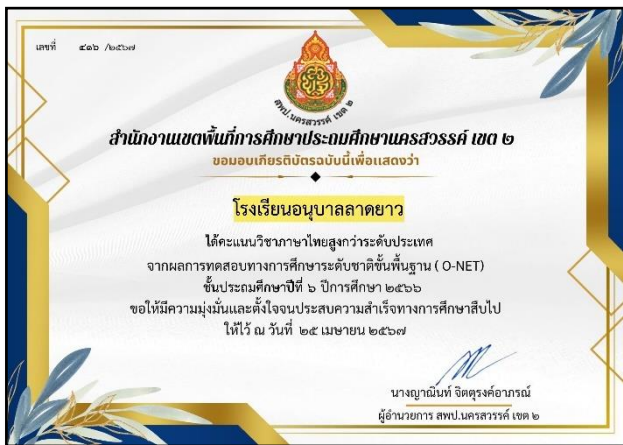 เลขที่ ๔๑๖ /๒๕๖๗
สพป.นครสวรรค์ เขต ๒
สำนักงานเขตพื้นที่การศึกษาประถมศึกษานครสวรรค์ เขต ๒
ขอมอบเกียรติบัตรฉบับนี้เพื่อแสดงว่า
โรงเรียนอนุบาลลาดยาว
ได้คะแนนวิชาภาษาไทยสูงกว่าระดับประเทศ
จากผลการทดสอบทางการศึกษาระดับชาติขั้นพื้นฐาน ( O-NET)
ชั้นประถมศึกษาปีที่ ๖ ปีการศึกษา ๒๕๖๖
ขอให้มีความมุ่งมั่นและตั้งใจจนประสบความสำเร็จทางการศึกษาสืบไป
ให้ไว้ ณ วันที่ ๒๕ เมษายน ๒๕๖๗
นางญาณินท์ จิตตุรงค์อาภรณ์
ผู้อำนวยการ สพป.นครสวรรค์ เขต ๒